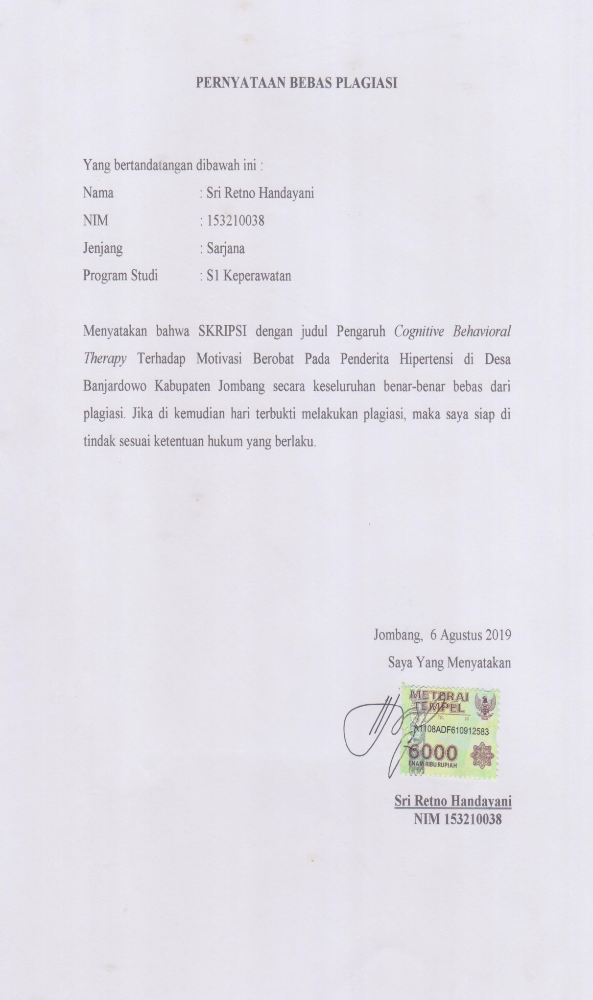 PERNYATAAN BEBAS PLAGIASI
Yang bertandatangan dibawah ini :
Nama : Sri Retno Handayani
NIM : 153210038
Jenjang : Sarjana
Program Studi : S1 Keperawatan
Menyatakan bahwa SKRIPSI dengan judul Pengaruh Cognitive Behavioral
Therapy Terhadap Motivasi Berobat Pada Penderita Hipertensi di Desa
Banjardowo Kabupaten Jombang secara keseluruhan benar-benar bebas dari
plagiasi. Jika di kemudian hari terbukti melakukan plagiasi, maka saya siap di
tindak sesuai ketentuan hukum yang berlaku.
Jombang, 6 Agustus 2019
Saya Yang Menyatakan
METERAI
TEMPEL
TGL. 20
A1108ADF610912583
6000
ENAM RIBU RUPIAH
Sri Retno Handayani
NIM 153210038